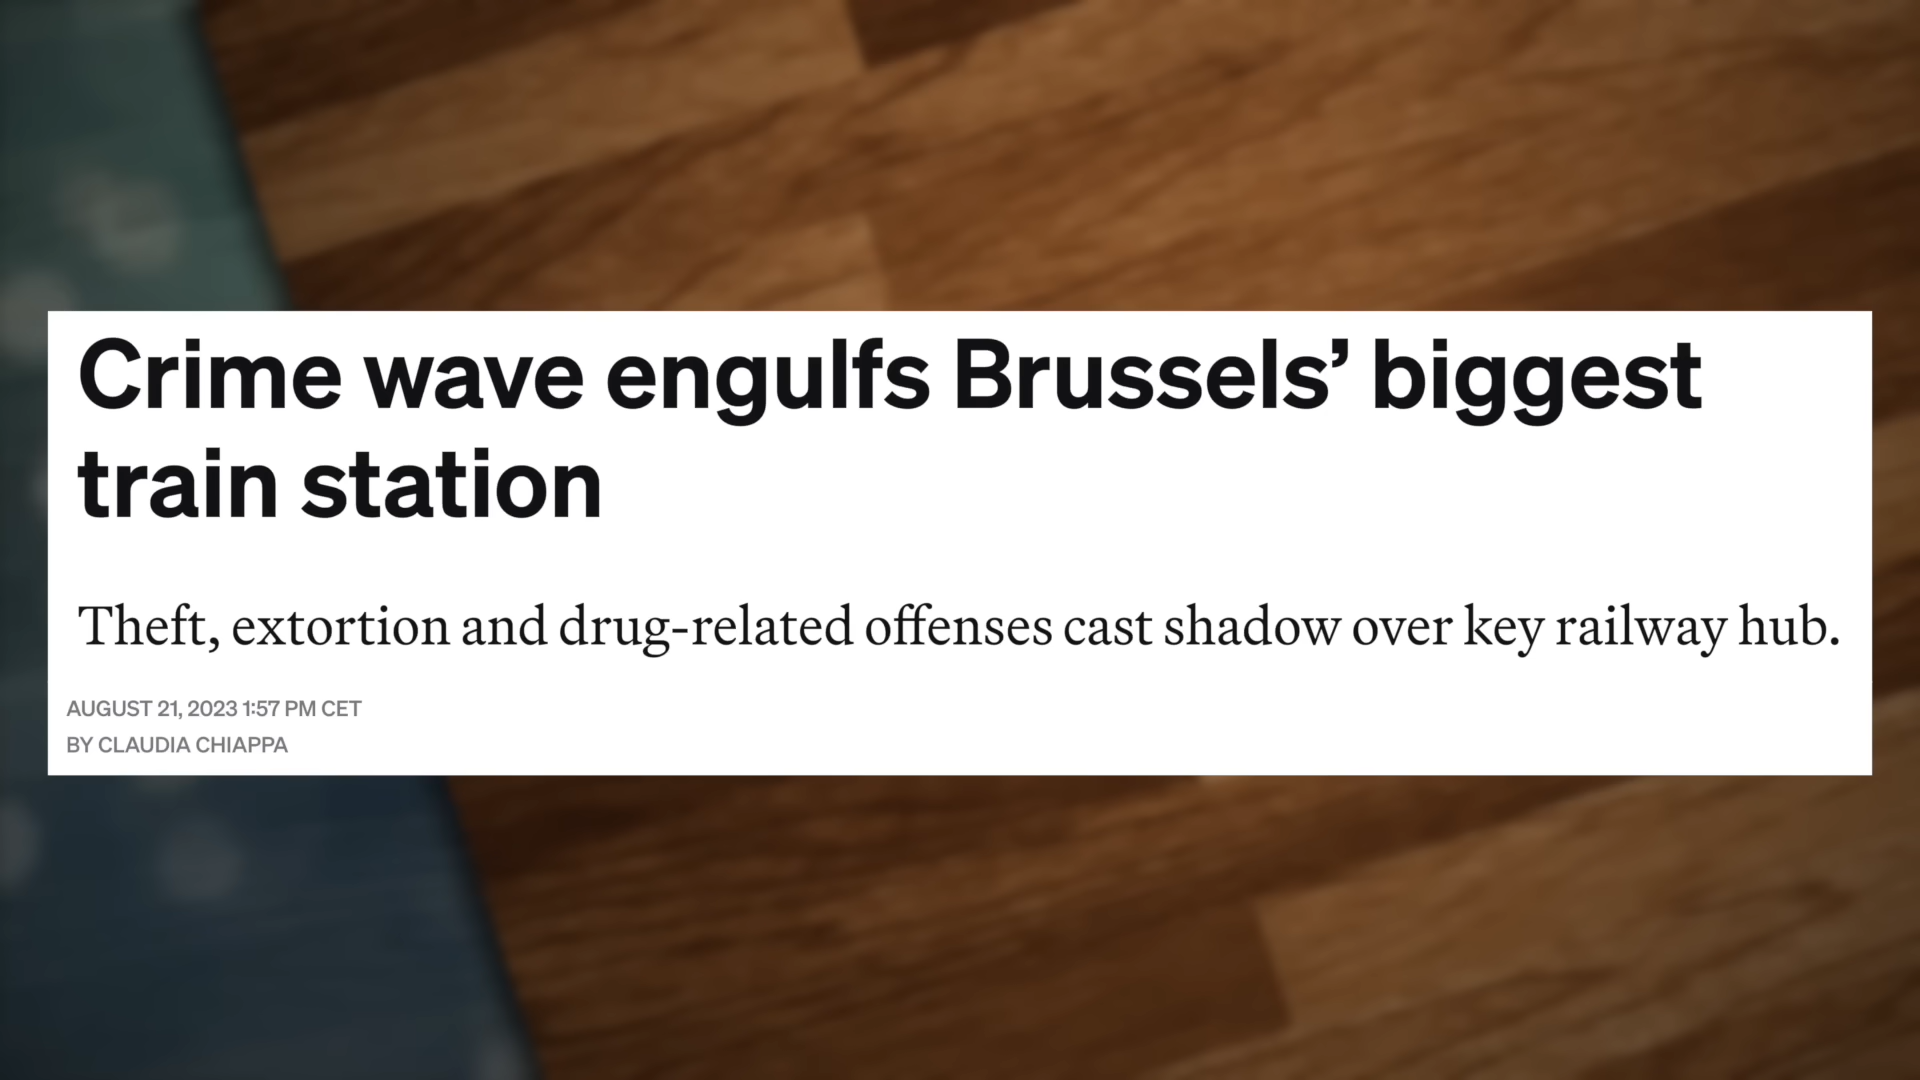 Crime wave engulfs Brussels’ biggest
train station
Theft, extortion and drug-related offenses cast shadow over key railway hub.
AUGUST 21, 2023 1:57 PM CET
BY CLAUDIA CHIAPPA